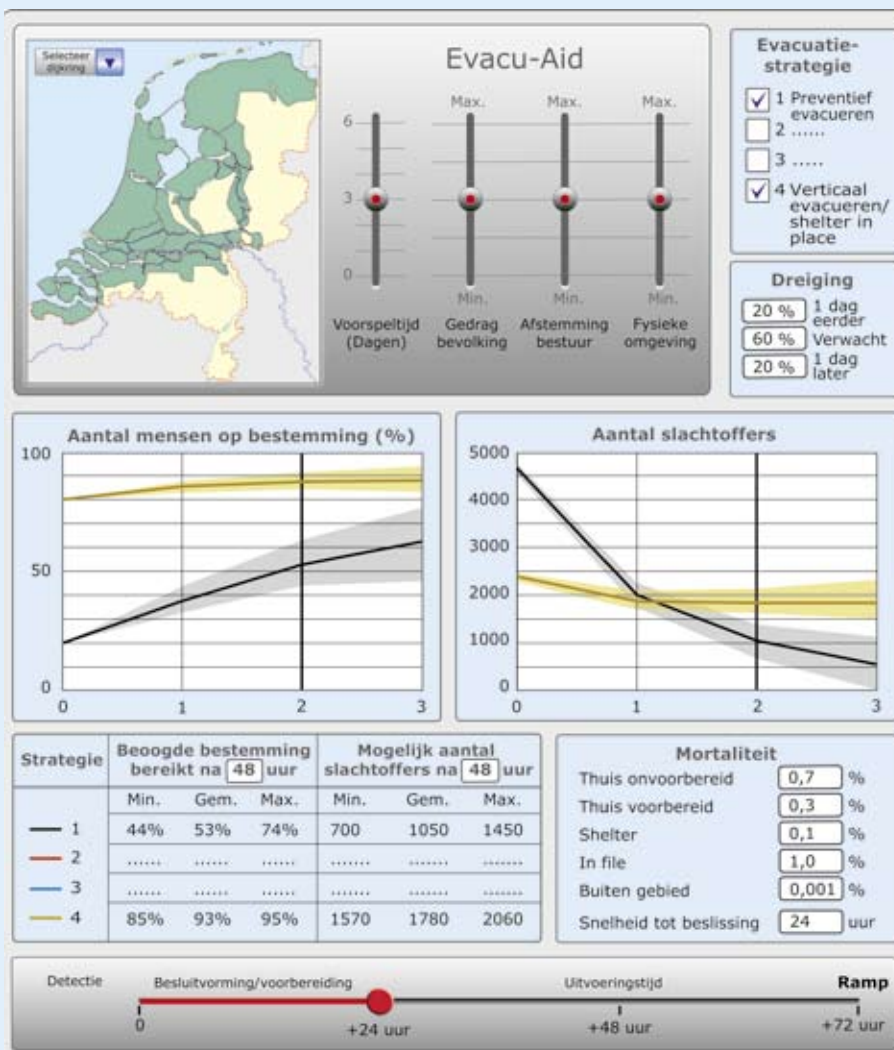 Selecteer
dijkring
Evacu-Aid
Max. Max. Max.
6
3
0
Min. Min. Min.
Voorspeltijd
(Dagen)
Gedrag
bevolking
Afstemming
bestuur
Fysieke
omgeving
Evacuatie-
strategie
1 Preventief
evacueren
2 ......
3 .....
4 Verticaal
evacueren/
shelter in
place
Dreiging
20 % 1 dag
eerder
60 % Verwacht
20 % 1 dag
later
Aantal mensen op bestemming (%)
100
50
0
0 1 2 3
Aantal slachtoffers
5000
4000
3000
2000
1000
0
0 1 2 3
Strategie
Beoogde bestemming
bereikt na 48 uur
Mogelijk aantal
slachtoffers na 48 uur
Min. Gem. Max. Min. Gem. Max.
1 44% 53% 74% 700 1050 1450
2 ...... ...... ...... ....... ....... .......
3 ...... ...... ...... ....... ....... .......
4 85% 93% 95% 1570 1780 2060
Mortaliteit
Thuis onvoorbereid 0,7 %
Thuis voorbereid 0,3 %
Shelter 0,1 %
In file 1,0 %
Buiten gebied 0,001 %
Snelheid tot beslissing 24 uur
Detectie Besluitvorming/voorbereiding Uitvoeringstijd Ramp
0 +24 uur +48 uur +72 uur